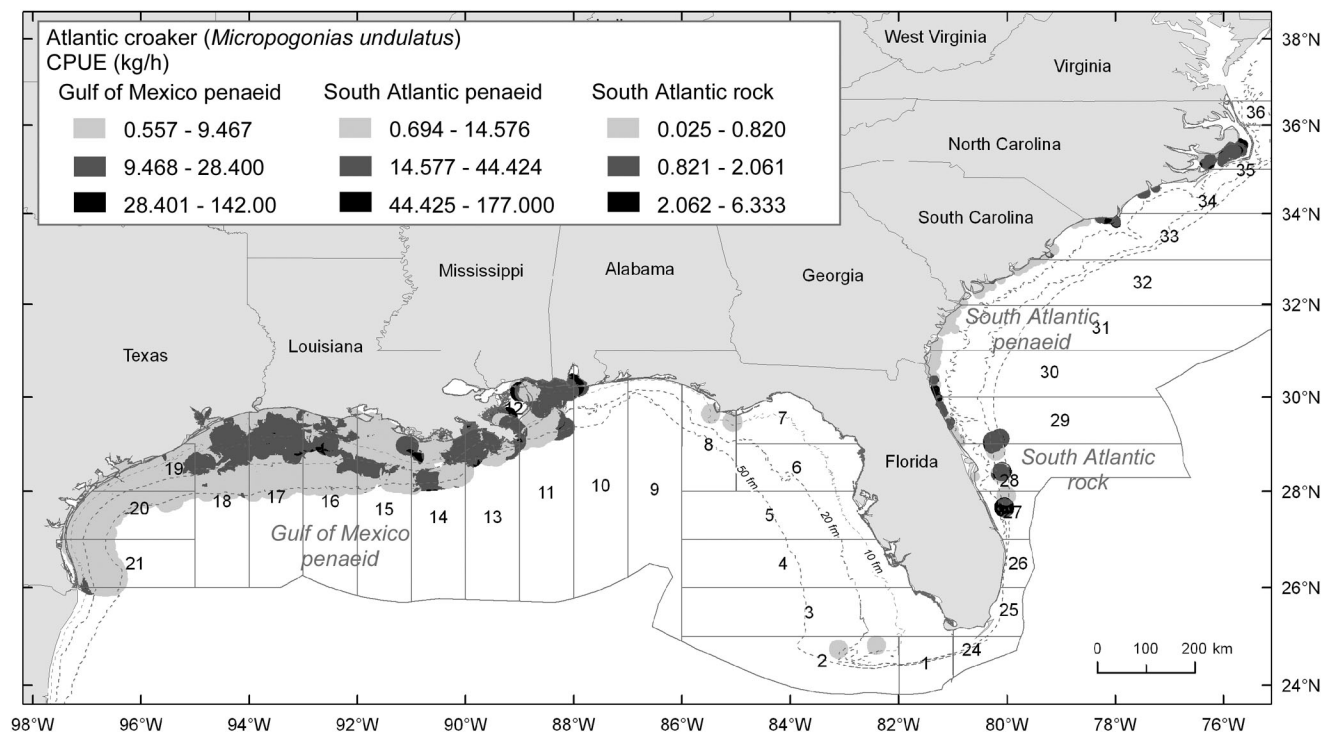 Atlantic croaker (Micropogonias undulatus)
CPUE (kg/h)
Gulf of Mexico penaeid
0.557 - 9.467
9.468 - 28.400
28.401 - 142.00
South Atlantic penaeid
0.694 - 14.576
14.577 - 44.424
44.425 - 177.000
South Atlantic rock
0.025 - 0.820
0.821 - 2.061
2.062 - 6.333
West Virginia
Virginia
North Carolina
South Carolina
Mississippi
Alabama
Georgia
Texas
Louisiana
Florida
South Atlantic
penaeid
South Atlantic
rock
Gulf of Mexico
penaeid
36
35
34
33
32
31
30
29
28
27
26
25
24
1
2
3
4
5
6
7
8
9
10
11
12
13
14
15
16
17
18
19
20
21
50 fm
20 fm
10 fm
0 100 200 km
38°N
36°N
34°N
32°N
30°N
28°N
26°N
24°N
98°W 96°W 94°W 92°W 90°W 88°W 86°W 84°W 82°W 80°W 78°W 76°W